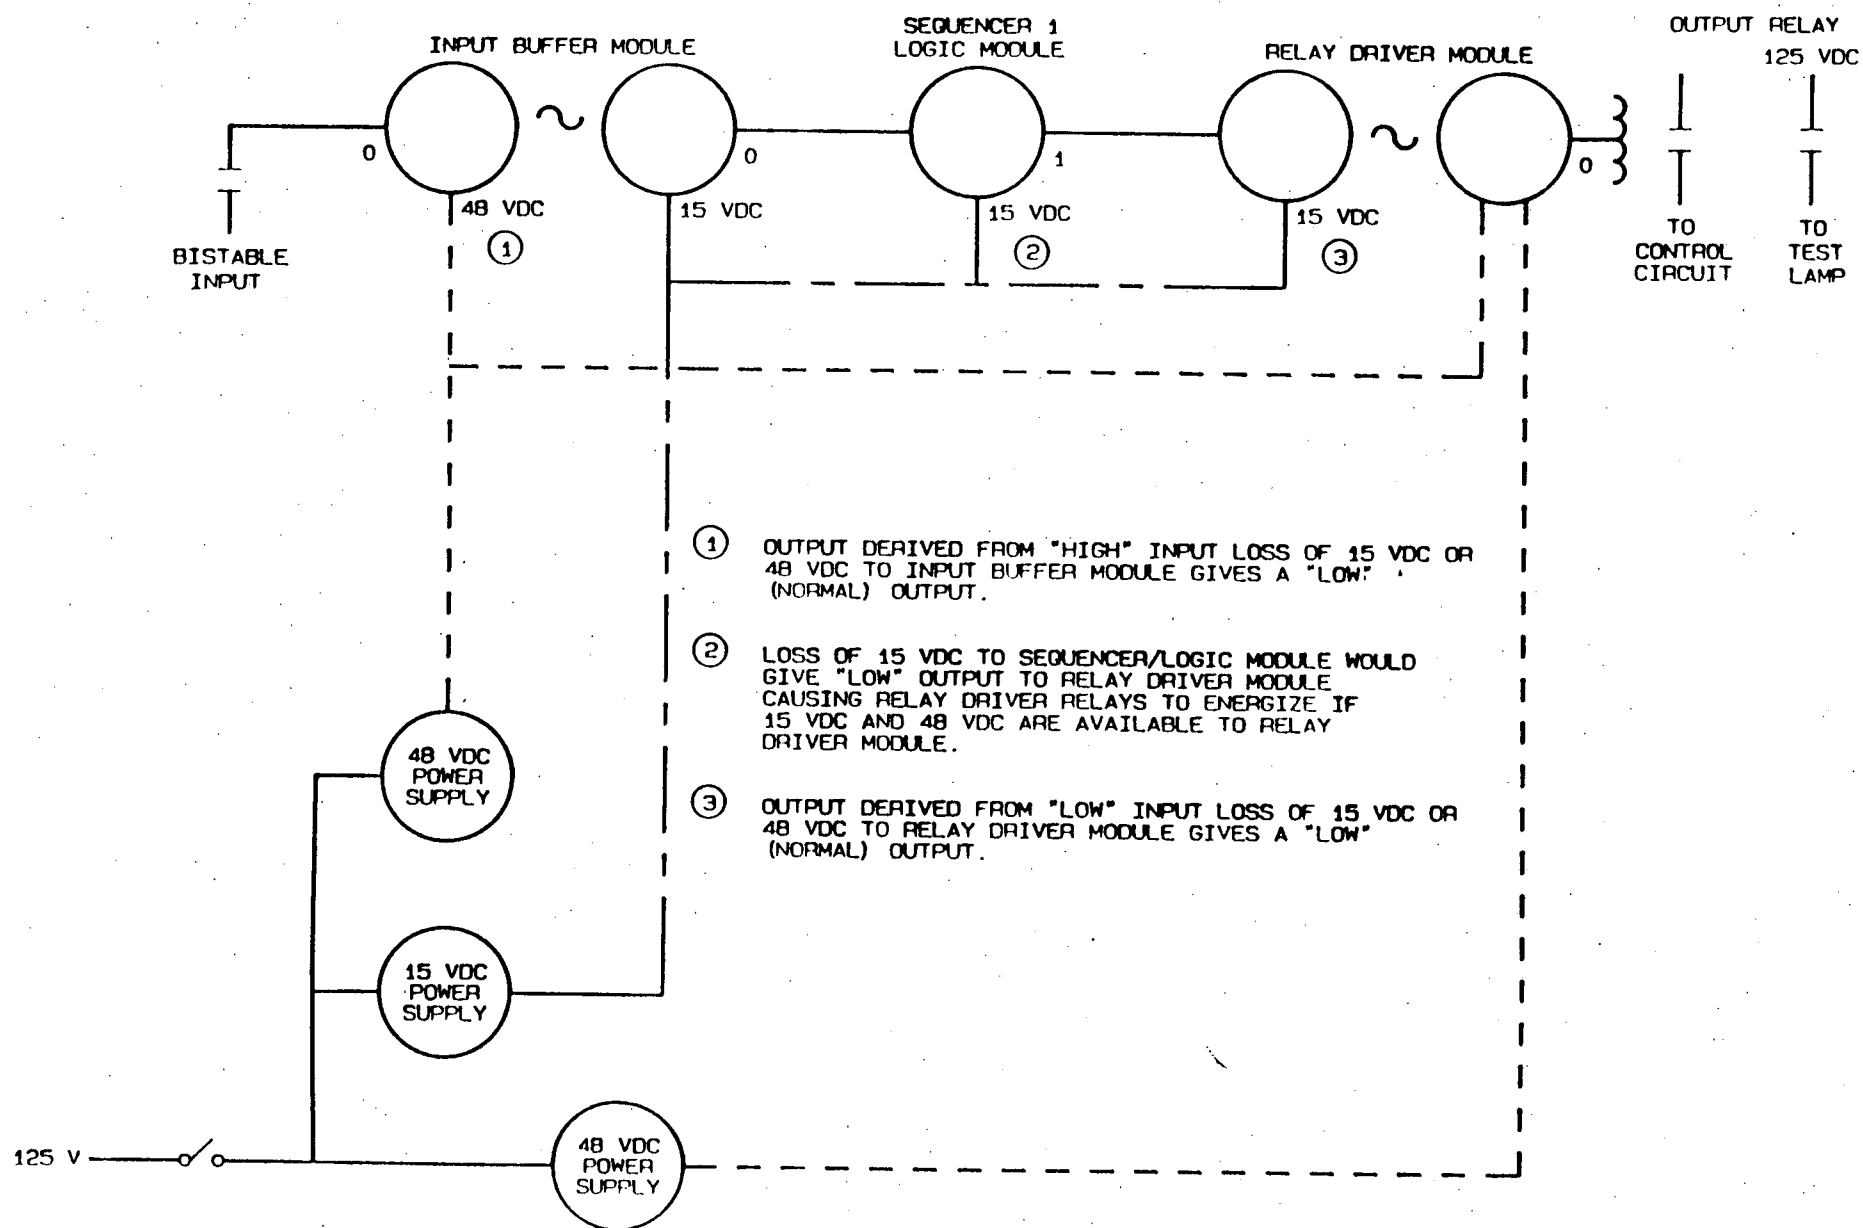 INPUT BUFFER MODULE
SEQUENCER 1
LOGIC MODULE
RELAY DRIVER MODULE
OUTPUT RELAY
125 VDC
0
0
1
0
48 VDC
15 VDC
15 VDC
15 VDC
1
2
3
BISTABLE
INPUT
TO
CONTROL
CIRCUIT
TO
TEST
LAMP
1 OUTPUT DERIVED FROM "HIGH" INPUT LOSS OF 15 VDC OR
48 VDC TO INPUT BUFFER MODULE GIVES A "LOW"
(NORMAL) OUTPUT.
2 LOSS OF 15 VDC TO SEQUENCER/LOGIC MODULE WOULD
GIVE "LOW" OUTPUT TO RELAY DRIVER MODULE
CAUSING RELAY DRIVER RELAYS TO ENERGIZE IF
15 VDC AND 48 VDC ARE AVAILABLE TO RELAY
DRIVER MODULE.
3 OUTPUT DERIVED FROM "LOW" INPUT LOSS OF 15 VDC OR
48 VDC TO RELAY DRIVER MODULE GIVES A "LOW"
(NORMAL) OUTPUT.
48 VDC
POWER
SUPPLY
15 VDC
POWER
SUPPLY
125 V
48 VDC
POWER
SUPPLY